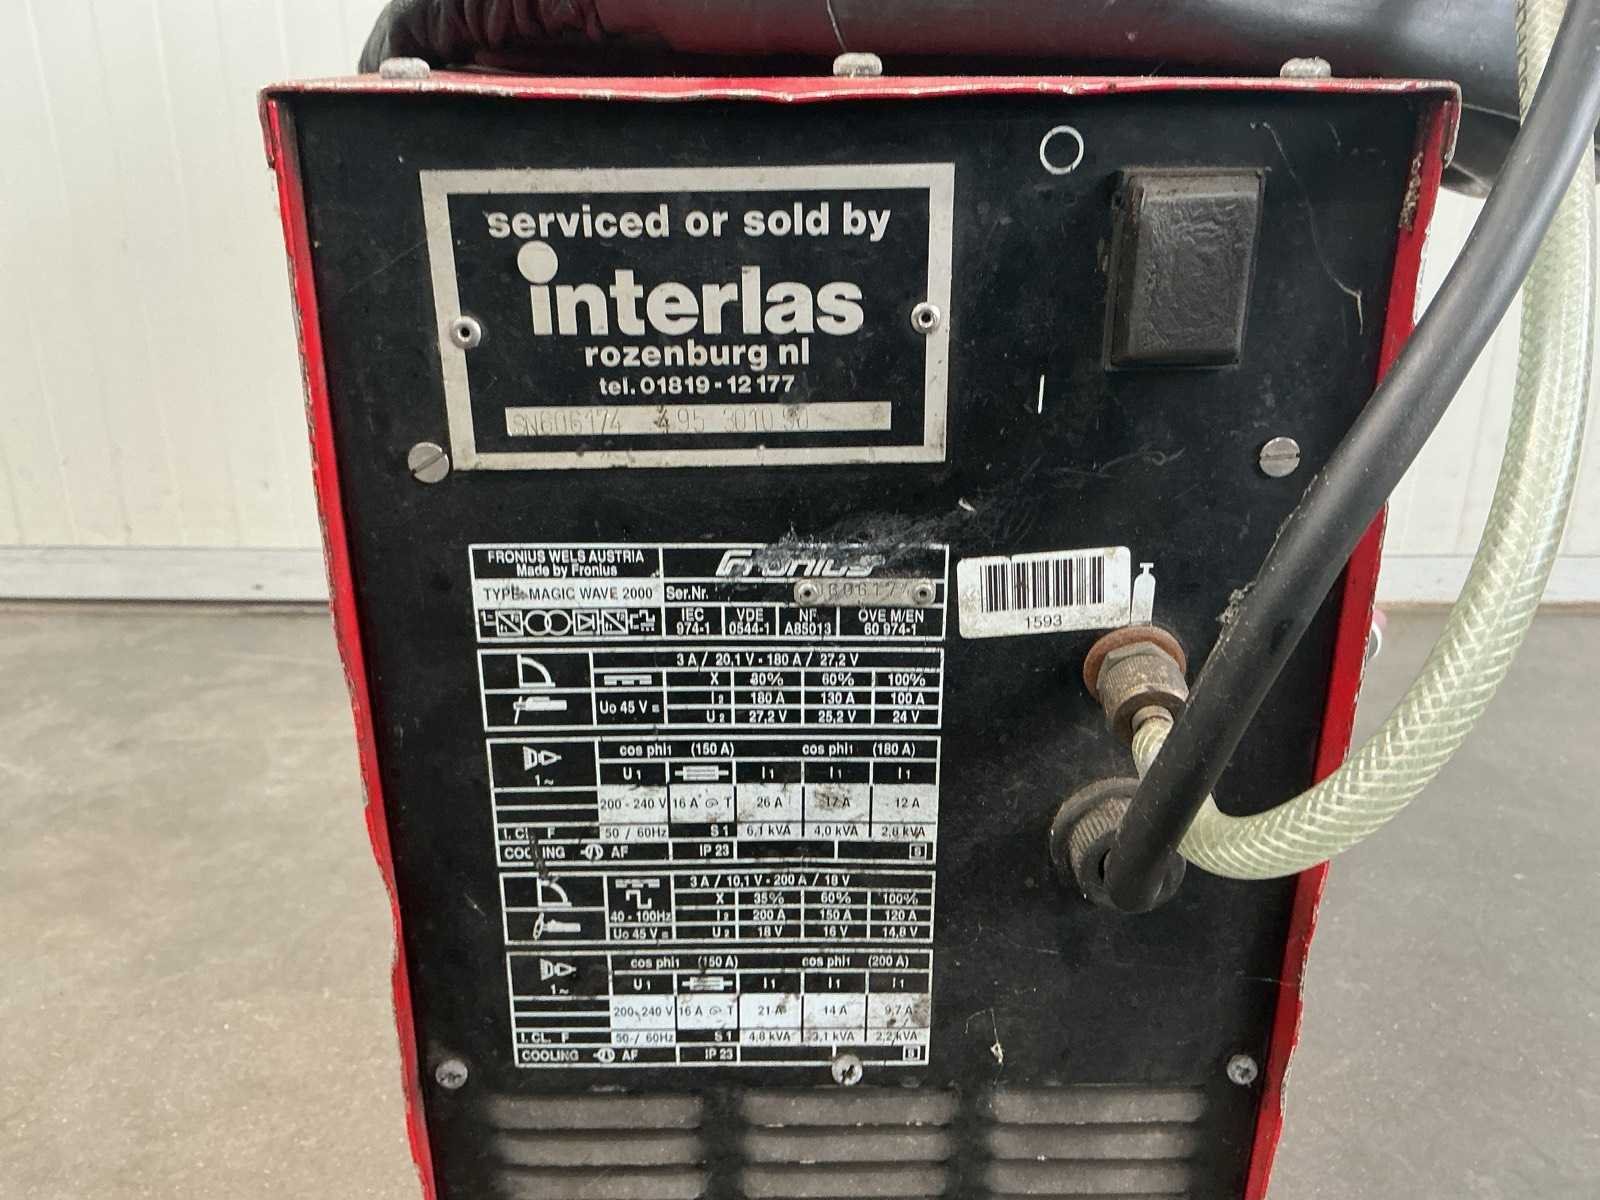 serviced or sold by
interlas
rozenburg nl
tel. 01819-12177
SN606174 495 301090
FRONIUS WELS AUSTRIA
Made by Fronius
Fronius
TYPE MAGIC WAVE 2000 Ser.Nr.
IEC 974-1 VDE 0544-1 NF A85013 ÖVE M/EN 60 974-1
1593
3 A / 20,1 V - 180 A / 27,2 V
X 30% 60% 100%
Uo 45 V = I2 180 A 130 A 100 A
U2 27,2 V 25,2 V 24 V
cos phi1 (150 A) cos phi1 (180 A)
1~ U1 I1 I1 I1
200 - 240 V 16 A T 26 A 17 A 12 A
I. CL. F 50 / 60Hz S1 6,1 kVA 4,0 kVA 2,8 kVA
COOLING AF IP 23 S
3 A / 10,1 V - 200 A / 18 V
X 35% 60% 100%
40 - 100Hz I2 200 A 150 A 120 A
Uo 45 V = U2 18 V 16 V 14,8 V
cos phi1 (150 A) cos phi1 (200 A)
1~ U1 I1 I1 I1
200-240 V 16 A T 21 A 14 A 9,7 A
I. CL. F 50 / 60Hz S1 4,8 kVA 3,1 kVA 2,2 kVA
COOLING AF IP 23 S